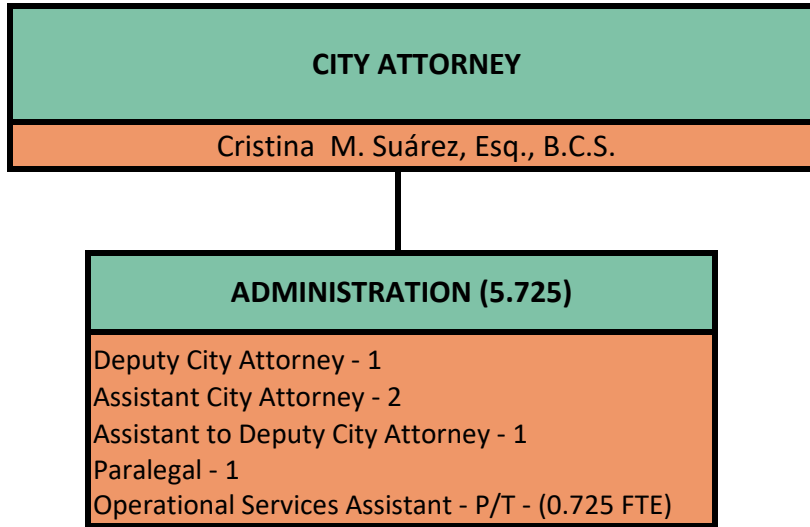 CITY ATTORNEY
Cristina  M. Suárez, Esq., B.C.S.
ADMINISTRATION (5.725)
Deputy City Attorney - 1
Assistant City Attorney - 2
Assistant to Deputy City Attorney - 1
Paralegal - 1
Operational Services Assistant - P/T - (0.725 FTE)